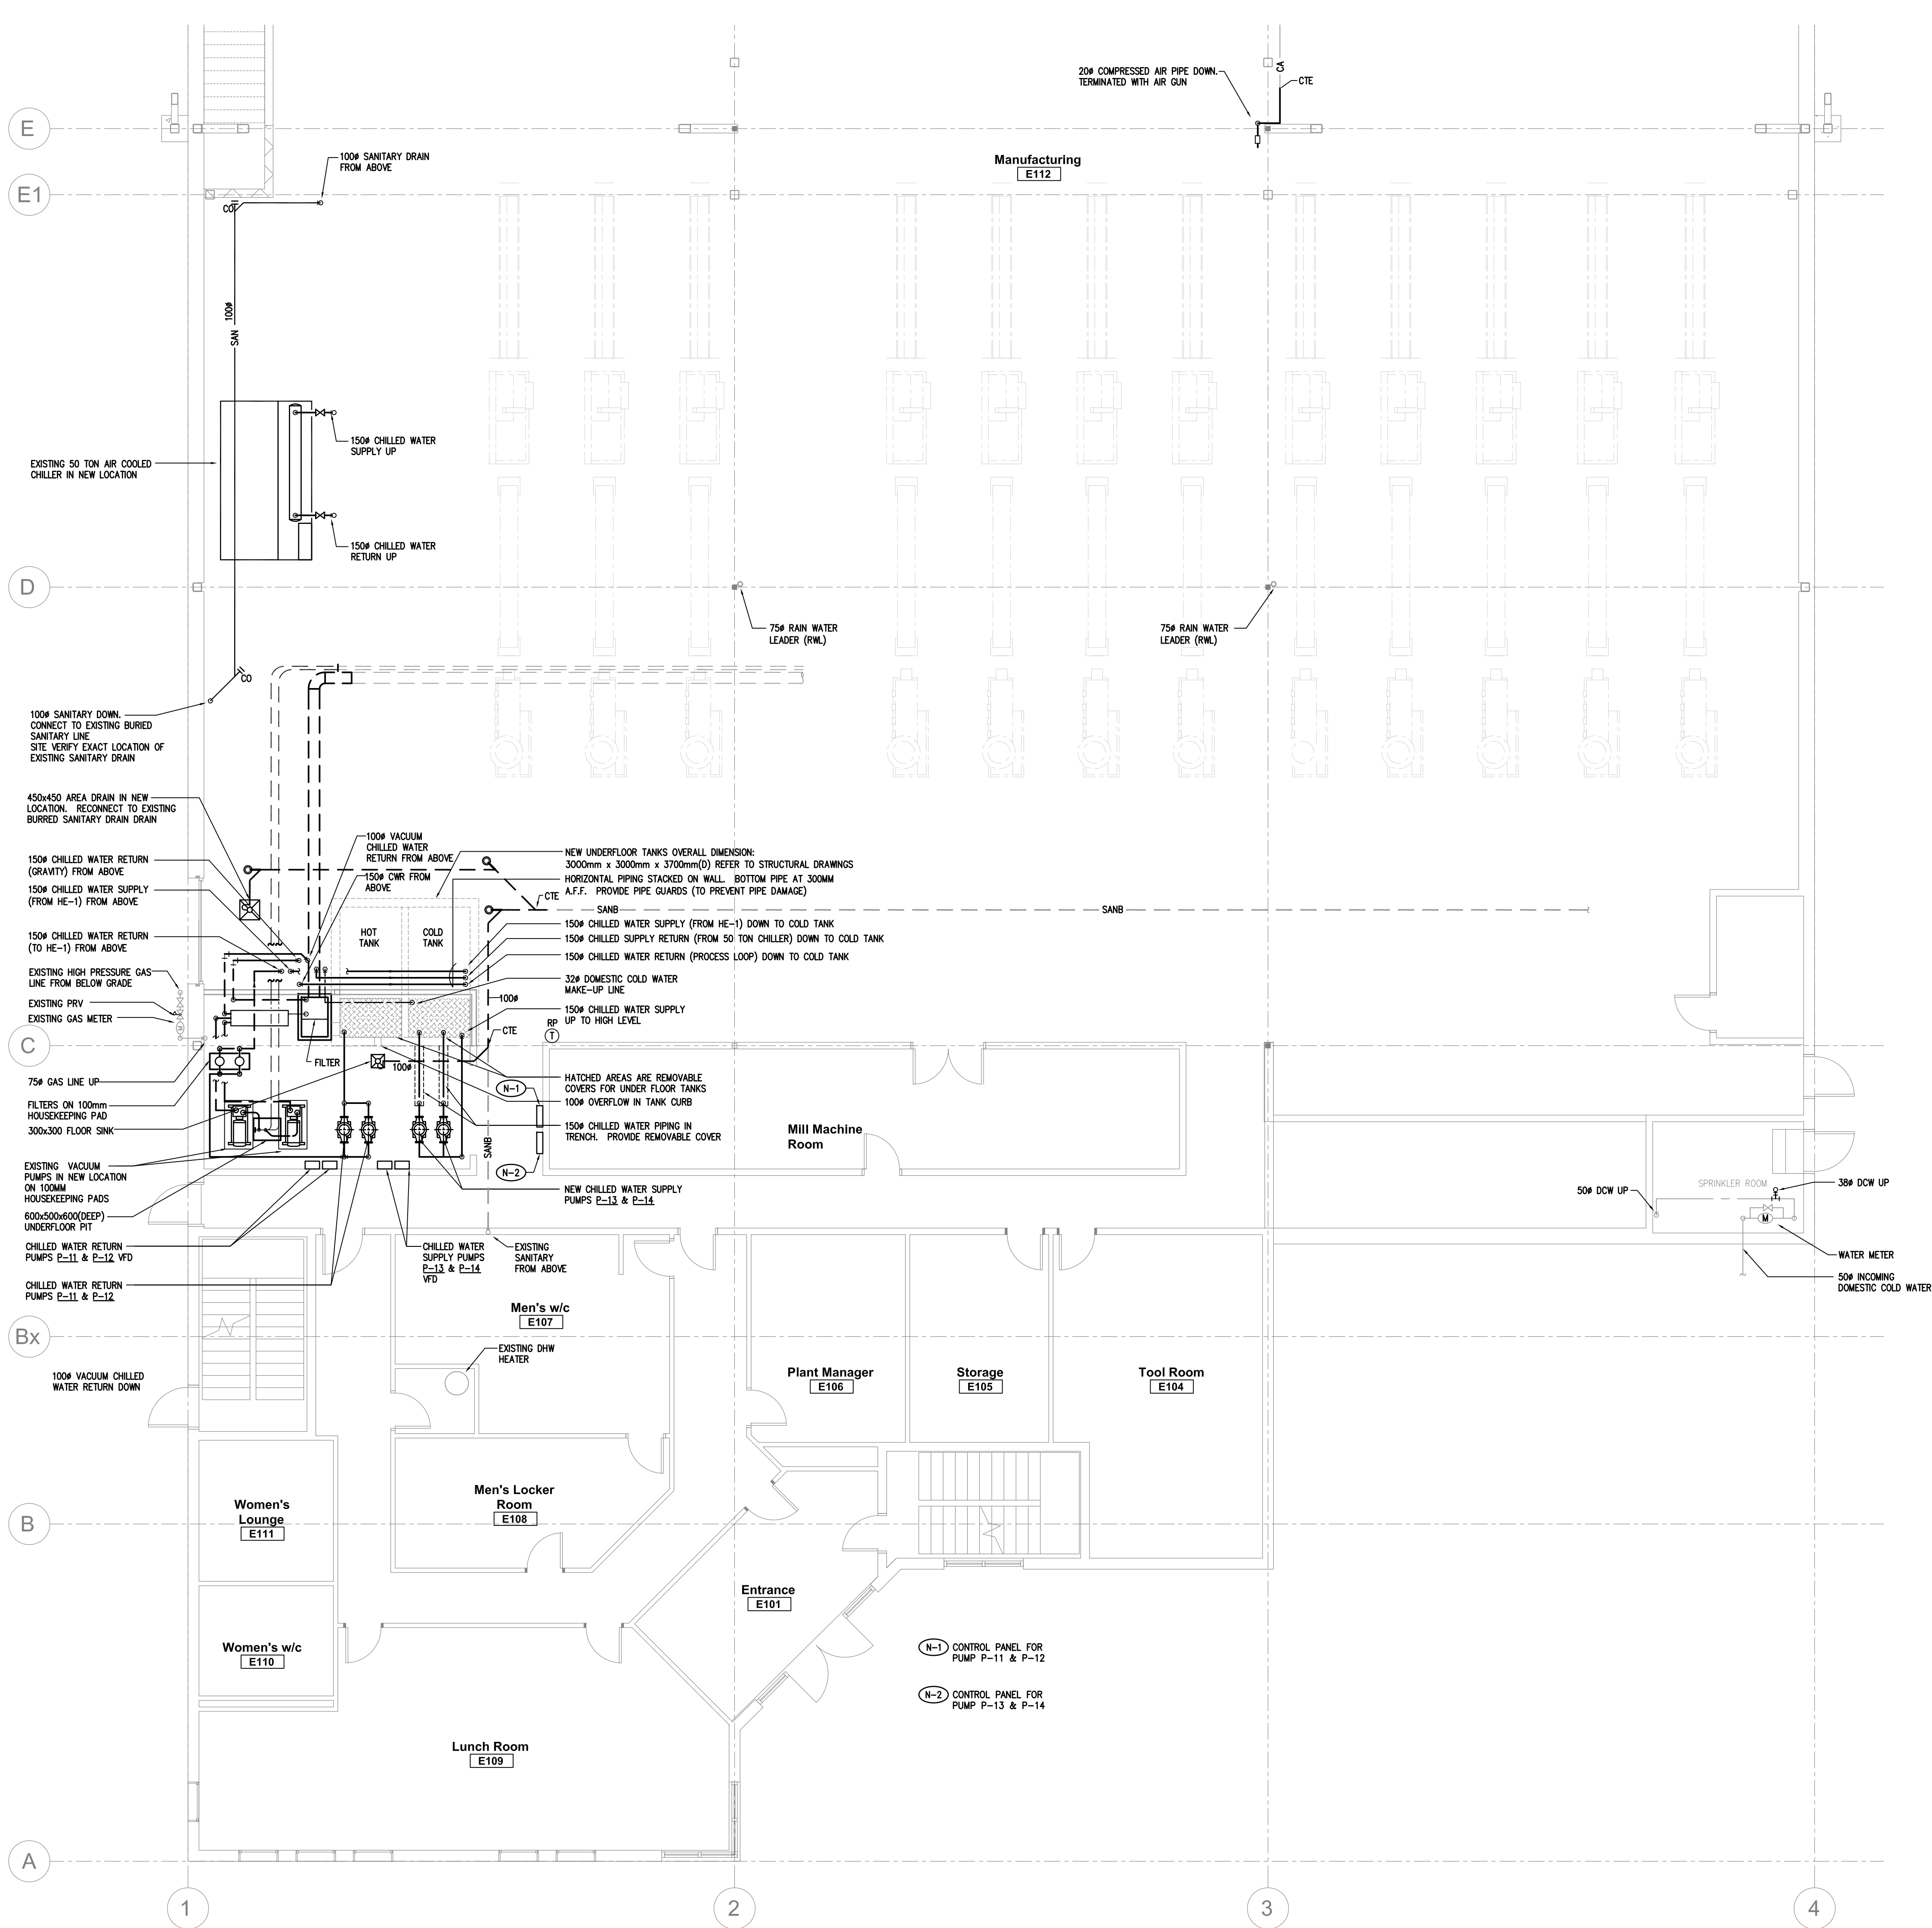 20ø COMPRESSED AIR PIPE DOWN.
TERMINATED WITH AIR GUN
CA
CTE
E
Manufacturing
E112
100ø SANITARY DRAIN
FROM ABOVE
E1
CO
SAN 100ø
150ø CHILLED WATER
SUPPLY UP
EXISTING 50 TON AIR COOLED
CHILLER IN NEW LOCATION
150ø CHILLED WATER
RETURN UP
D
75ø RAIN WATER
LEADER (RWL)
75ø RAIN WATER
LEADER (RWL)
CO
100ø SANITARY DOWN.
CONNECT TO EXISTING BURIED
SANITARY LINE
SITE VERIFY EXACT LOCATION OF
EXISTING SANITARY DRAIN
450x450 AREA DRAIN IN NEW
LOCATION. RECONNECT TO EXISTING
BURRED SANITARY DRAIN DRAIN
150ø CHILLED WATER RETURN
(GRAVITY) FROM ABOVE
150ø CHILLED WATER SUPPLY
(FROM HE-1) FROM ABOVE
150ø CHILLED WATER RETURN
(TO HE-1) FROM ABOVE
EXISTING HIGH PRESSURE GAS
LINE FROM BELOW GRADE
EXISTING PRV
EXISTING GAS METER
M
100ø VACUUM
CHILLED WATER
RETURN FROM ABOVE
150ø CWR FROM
ABOVE
NEW UNDERFLOOR TANKS OVERALL DIMENSION:
3000mm x 3000mm x 3700mm(D) REFER TO STRUCTURAL DRAWINGS
HORIZONTAL PIPING STACKED ON WALL. BOTTOM PIPE AT 300MM
A.F.F. PROVIDE PIPE GUARDS (TO PREVENT PIPE DAMAGE)
CTE
SANB
SANB
HOT
TANK
COLD
TANK
150ø CHILLED WATER SUPPLY (FROM HE-1) DOWN TO COLD TANK
150ø CHILLED SUPPLY RETURN (FROM 50 TON CHILLER) DOWN TO COLD TANK
150ø CHILLED WATER RETURN (PROCESS LOOP) DOWN TO COLD TANK
32ø DOMESTIC COLD WATER
MAKE-UP LINE
100ø
150ø CHILLED WATER SUPPLY
UP TO HIGH LEVEL
RP
T
CTE
C
FILTER
100ø
75ø GAS LINE UP
FILTERS ON 100mm
HOUSEKEEPING PAD
300x300 FLOOR SINK
N-1
HATCHED AREAS ARE REMOVABLE
COVERS FOR UNDER FLOOR TANKS
100ø OVERFLOW IN TANK CURB
150ø CHILLED WATER PIPING IN
TRENCH. PROVIDE REMOVABLE COVER
Mill Machine
Room
SANB
N-2
EXISTING VACUUM
PUMPS IN NEW LOCATION
ON 100MM
HOUSEKEEPING PADS
NEW CHILLED WATER SUPPLY
PUMPS P-13 & P-14
600x500x600(DEEP)
UNDERFLOOR PIT
CHILLED WATER RETURN
PUMPS P-11 & P-12 VFD
CHILLED WATER RETURN
PUMPS P-11 & P-12
CHILLED WATER
SUPPLY PUMPS
P-13 & P-14
VFD
EXISTING
SANITARY
FROM ABOVE
50ø DCW UP
SPRINKLER ROOM
38ø DCW UP
M
WATER METER
50ø INCOMING
DOMESTIC COLD WATER
Men's w/c
E107
Bx
EXISTING DHW
HEATER
100ø VACUUM CHILLED
WATER RETURN DOWN
Plant Manager
E106
Storage
E105
Tool Room
E104
Men's Locker
Room
E108
Women's
Lounge
E111
B
Entrance
E101
Women's w/c
E110
N-1 CONTROL PANEL FOR
PUMP P-11 & P-12
N-2 CONTROL PANEL FOR
PUMP P-13 & P-14
Lunch Room
E109
A
1
2
3
4